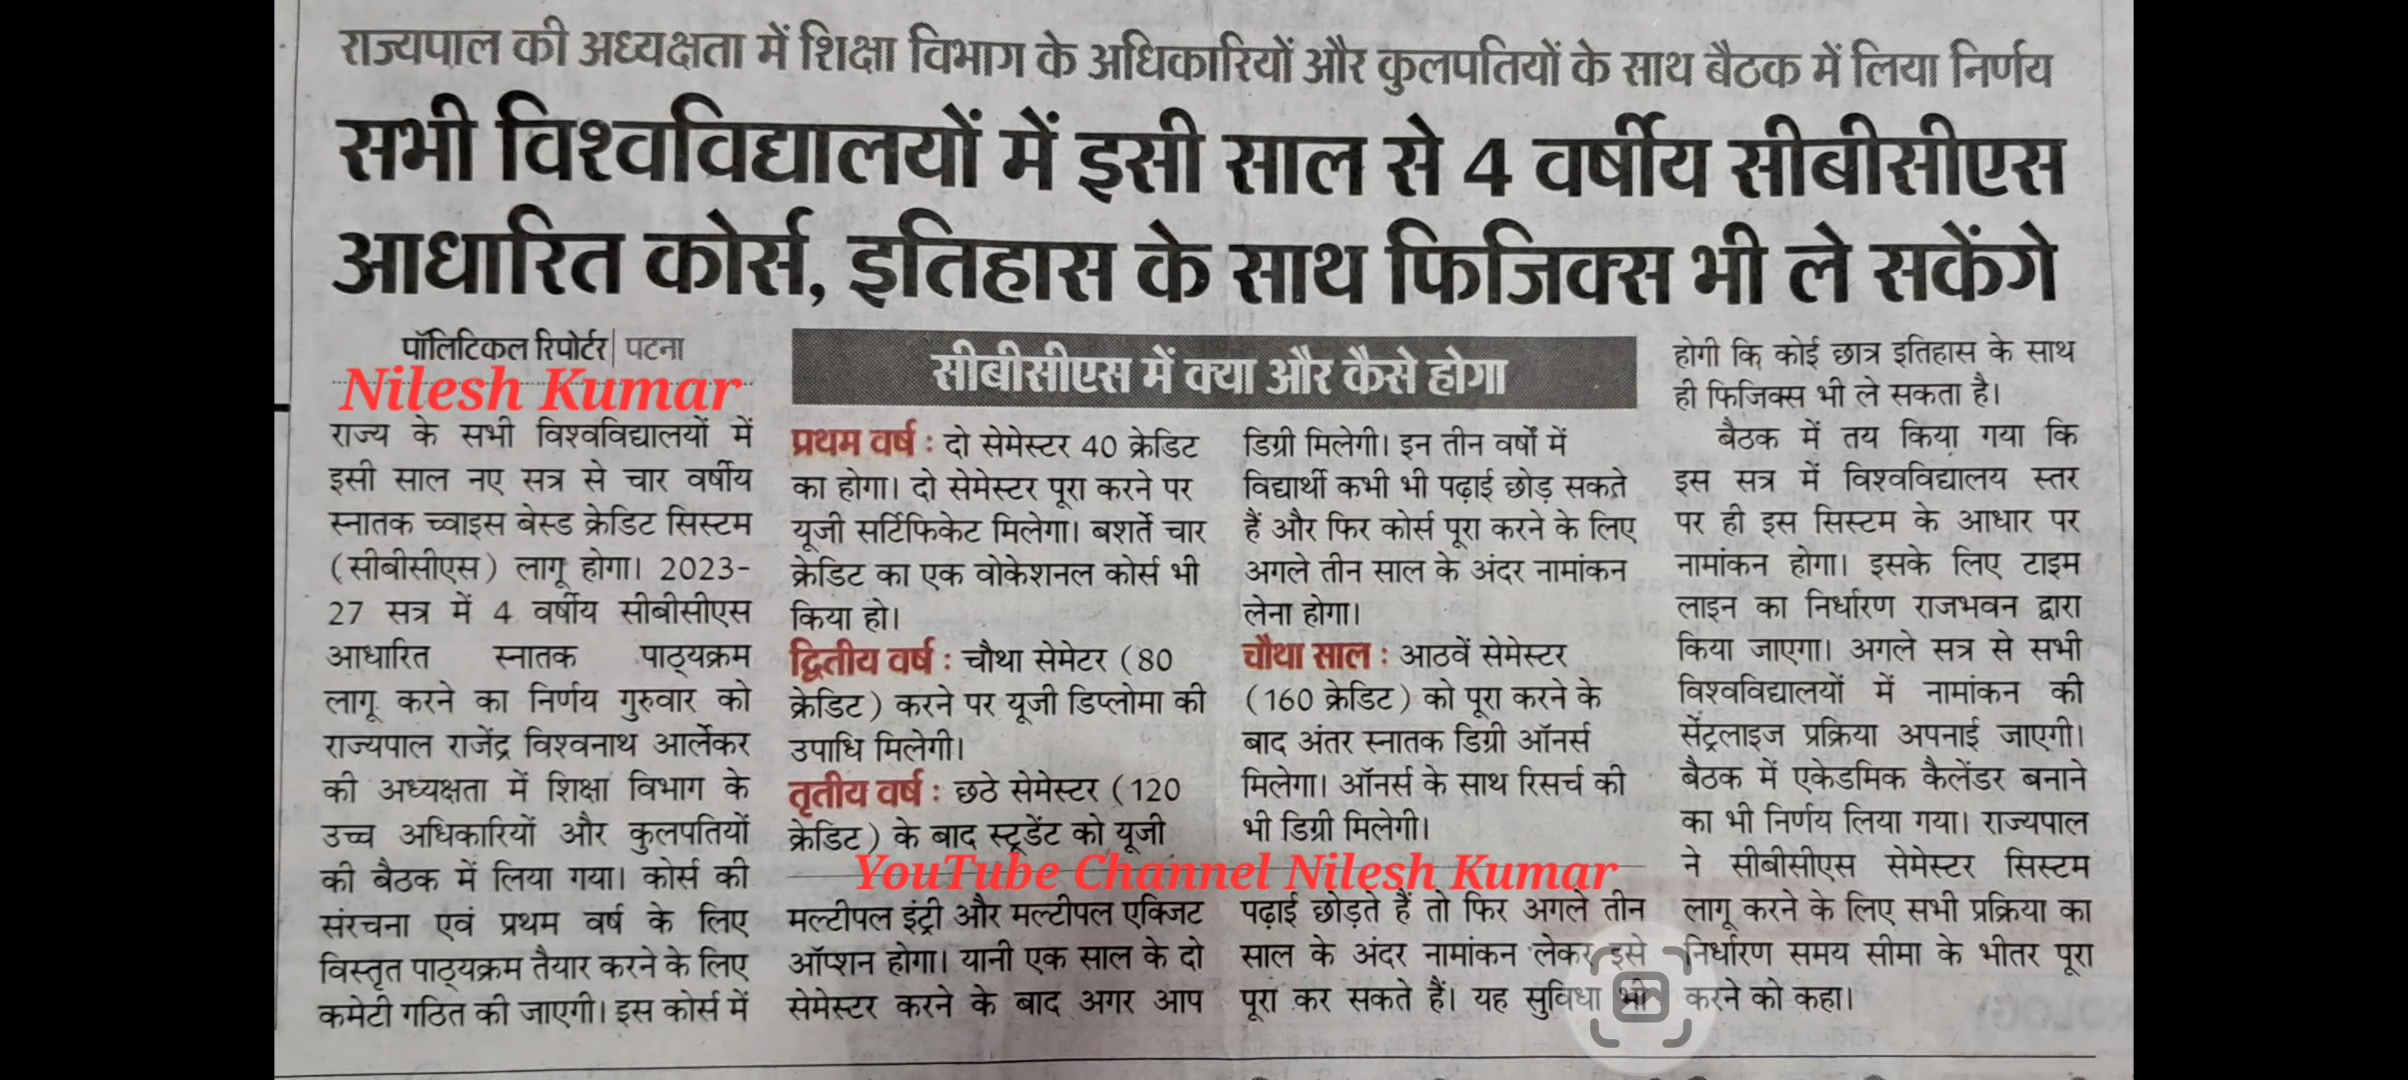 राज्यपाल की अध्यक्षता में शिक्षा विभाग के अधिकारियों और कुलपतियों के साथ बैठक में लिया निर्णय
सभी विश्वविद्यालयों में इसी साल से 4 वर्षीय सीबीसीएस
आधारित कोर्स, इतिहास के साथ फिजिक्स भी ले सकेंगे
पॉलिटिकल रिपोर्टर| पटना
Nilesh Kumar
राज्य के सभी विश्वविद्यालयों में
इसी साल नए सत्र से चार वर्षीय
स्नातक च्वाइस बेस्ड क्रेडिट सिस्टम
(सीबीसीएस) लागू होगा। 2023-
27 सत्र में 4 वर्षीय सीबीसीएस
आधारित स्नातक पाठ्यक्रम
लागू करने का निर्णय गुरुवार को
राज्यपाल राजेंद्र विश्वनाथ आर्लेकर
की अध्यक्षता में शिक्षा विभाग के
उच्च अधिकारियों और कुलपतियों
की बैठक में लिया गया। कोर्स की
संरचना एवं प्रथम वर्ष के लिए
विस्तृत पाठ्यक्रम तैयार करने के लिए
कमेटी गठित की जाएगी। इस कोर्स में
सीबीसीएस में क्या और कैसे होगा
प्रथम वर्ष : दो सेमेस्टर 40 क्रेडिट
का होगा। दो सेमेस्टर पूरा करने पर
यूजी सर्टिफिकेट मिलेगा। बशर्ते चार
क्रेडिट का एक वोकेशनल कोर्स भी
किया हो।
द्वितीय वर्ष : चौथा सेमेटर (80
क्रेडिट) करने पर यूजी डिप्लोमा की
उपाधि मिलेगी।
तृतीय वर्ष : छठे सेमेस्टर (120
क्रेडिट) के बाद स्टूडेंट को यूजी
डिग्री मिलेगी। इन तीन वर्षों में
विद्यार्थी कभी भी पढ़ाई छोड़ सकते
हैं और फिर कोर्स पूरा करने के लिए
अगले तीन साल के अंदर नामांकन
लेना होगा।
चौथा साल : आठवें सेमेस्टर
(160 क्रेडिट) को पूरा करने के
बाद अंतर स्नातक डिग्री ऑनर्स
मिलेगा। ऑनर्स के साथ रिसर्च की
भी डिग्री मिलेगी।
YouTube Channel Nilesh Kumar
मल्टीपल इंट्री और मल्टीपल एक्जिट
ऑप्शन होगा। यानी एक साल के दो
सेमेस्टर करने के बाद अगर आप
पढ़ाई छोड़ते हैं तो फिर अगले तीन
साल के अंदर नामांकन लेकर इसे
पूरा कर सकते हैं। यह सुविधा भी
होगी कि कोई छात्र इतिहास के साथ
ही फिजिक्स भी ले सकता है।
बैठक में तय किया गया कि
इस सत्र में विश्वविद्यालय स्तर
पर ही इस सिस्टम के आधार पर
नामांकन होगा। इसके लिए टाइम
लाइन का निर्धारण राजभवन द्वारा
किया जाएगा। अगले सत्र से सभी
विश्वविद्यालयों में नामांकन की
सेंट्रलाइज प्रक्रिया अपनाई जाएगी।
बैठक में एकेडमिक कैलेंडर बनाने
का भी निर्णय लिया गया। राज्यपाल
ने सीबीसीएस सेमेस्टर सिस्टम
लागू करने के लिए सभी प्रक्रिया का
निर्धारण समय सीमा के भीतर पूरा
करने को कहा।